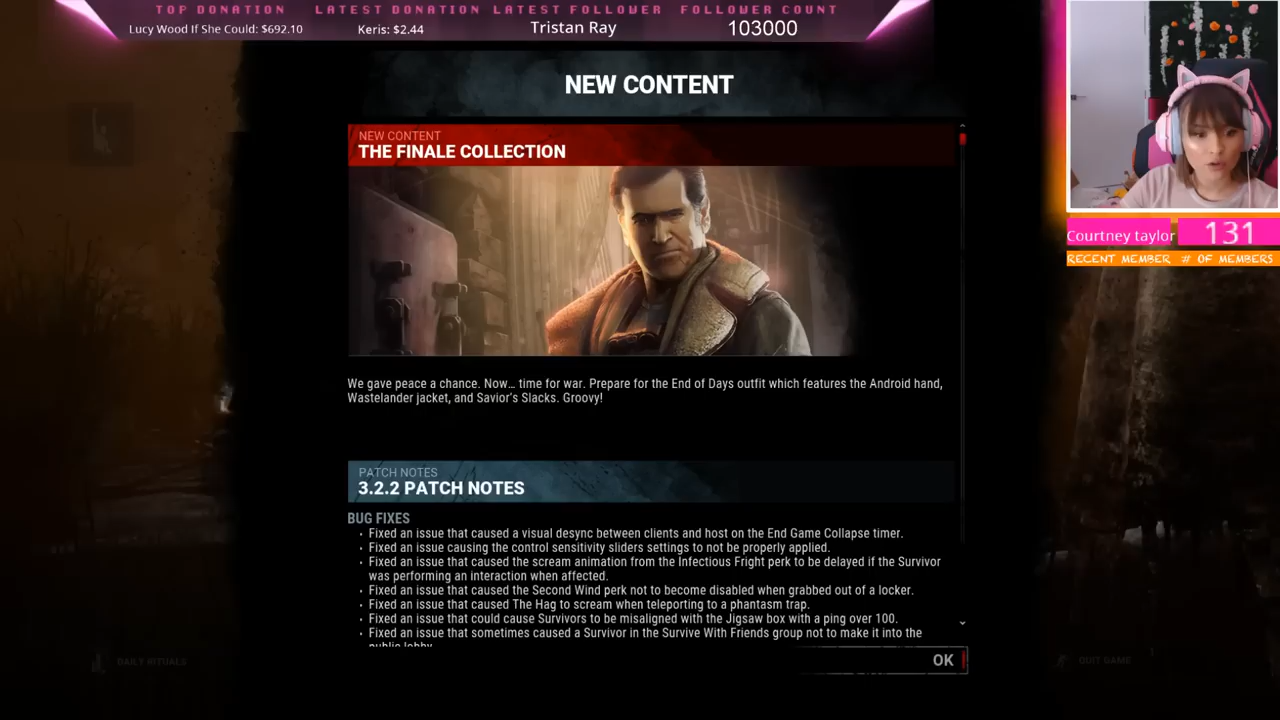 TOP DONATION LATEST DONATION LATEST FOLLOWER FOLLOWER COUNT
Lucy Wood If She Could: $692.10 Keris: $2.44 Tristan Ray 103000
NEW CONTENT
NEW CONTENT
THE FINALE COLLECTION
We gave peace a chance. Now... time for war. Prepare for the End of Days outfit which features the Android hand,
Wastelander jacket, and Savior's Slacks. Groovy!
PATCH NOTES
3.2.2 PATCH NOTES
BUG FIXES
• Fixed an issue that caused a visual desync between clients and host on the End Game Collapse timer.
• Fixed an issue causing the control sensitivity sliders settings to not be properly applied.
• Fixed an issue that caused the scream animation from the Infectious Fright perk to be delayed if the Survivor
was performing an interaction when affected.
• Fixed an issue that caused the Second Wind perk not to become disabled when grabbed out of a locker.
• Fixed an issue that caused The Hag to scream when teleporting to a phantasm trap.
• Fixed an issue that could cause Survivors to be misaligned with the Jigsaw box with a ping over 100.
• Fixed an issue that sometimes caused a Survivor in the Survive With Friends group not to make it into the
public lobby.
OK
DAILY RITUALS
QUIT GAME
Courtney taylor 131
RECENT MEMBER # OF MEMBERS